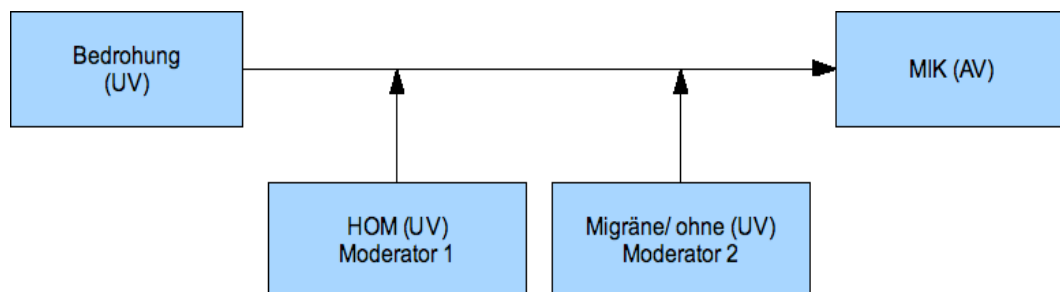 Bedrohung
(UV)
MIK (AV)
HOM (UV)
Moderator 1
Migräne/ ohne (UV)
Moderator 2